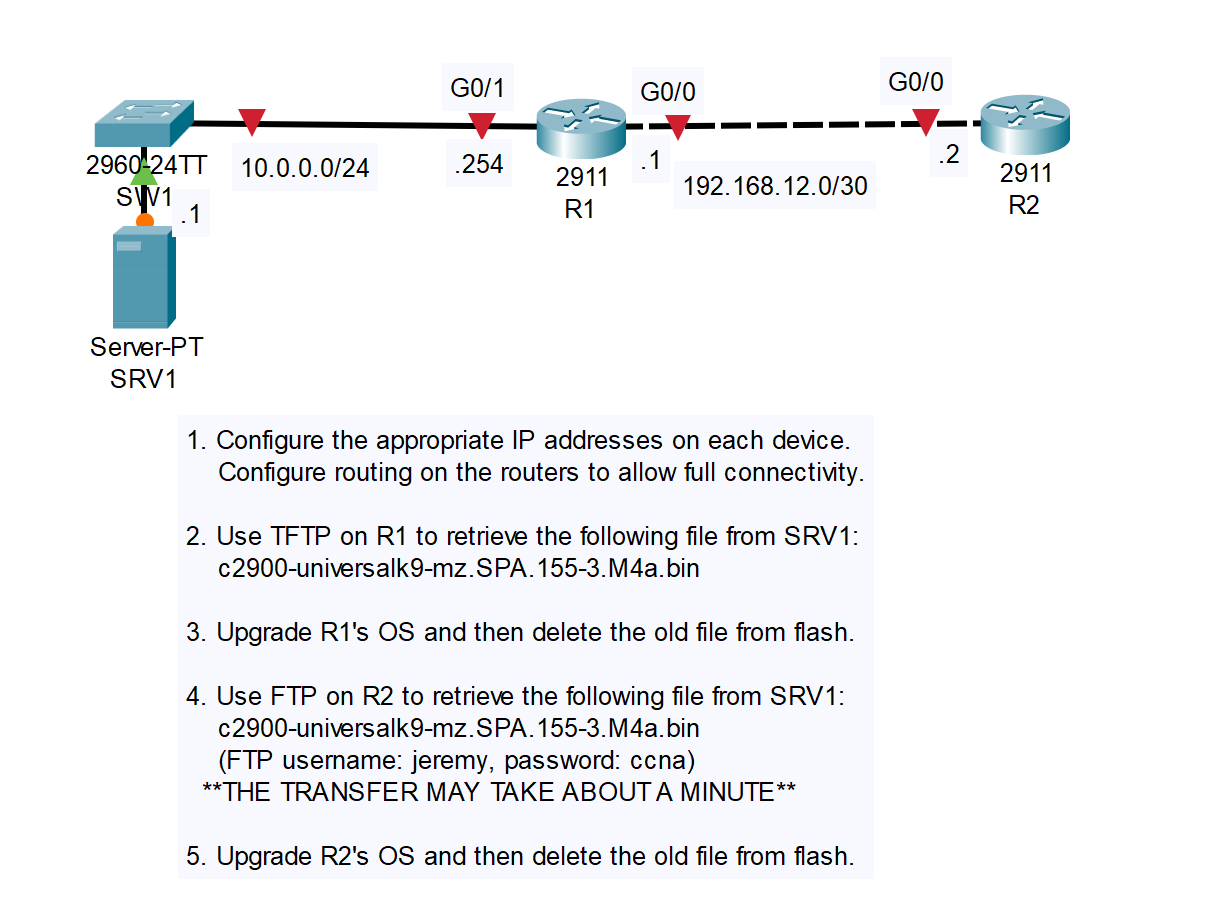 G0/1
G0/0
G0/0
2960-24TT
SW1
10.0.0.0/24
.254
2911
R1
.1
192.168.12.0/30
.2
2911
R2
.1
Server-PT
SRV1
1. Configure the appropriate IP addresses on each device.
Configure routing on the routers to allow full connectivity.
2. Use TFTP on R1 to retrieve the following file from SRV1:
c2900-universalk9-mz.SPA.155-3.M4a.bin
3. Upgrade R1's OS and then delete the old file from flash.
4. Use FTP on R2 to retrieve the following file from SRV1:
c2900-universalk9-mz.SPA.155-3.M4a.bin
(FTP username: jeremy, password: ccna)
**THE TRANSFER MAY TAKE ABOUT A MINUTE**
5. Upgrade R2's OS and then delete the old file from flash.